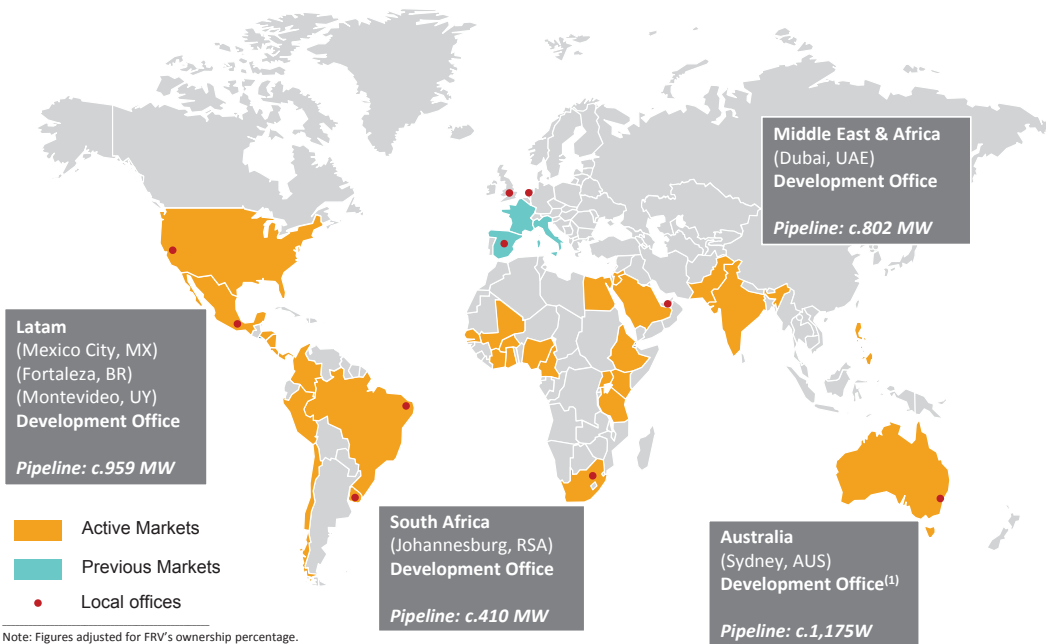 Middle East & Africa
(Dubai, UAE)
Development Office
Pipeline: c.802 MW
Latam
(Mexico City, MX)
(Fortaleza, BR)
(Montevideo, UY)
Development Office
Pipeline: c.959 MW
Active Markets
Previous Markets
Local offices
South Africa
(Johannesburg, RSA)
Development Office
Pipeline: c.410 MW
Australia
(Sydney, AUS)
Development Office(1)
Pipeline: c.1,175W
Note: Figures adjusted for FRV's ownership percentage.